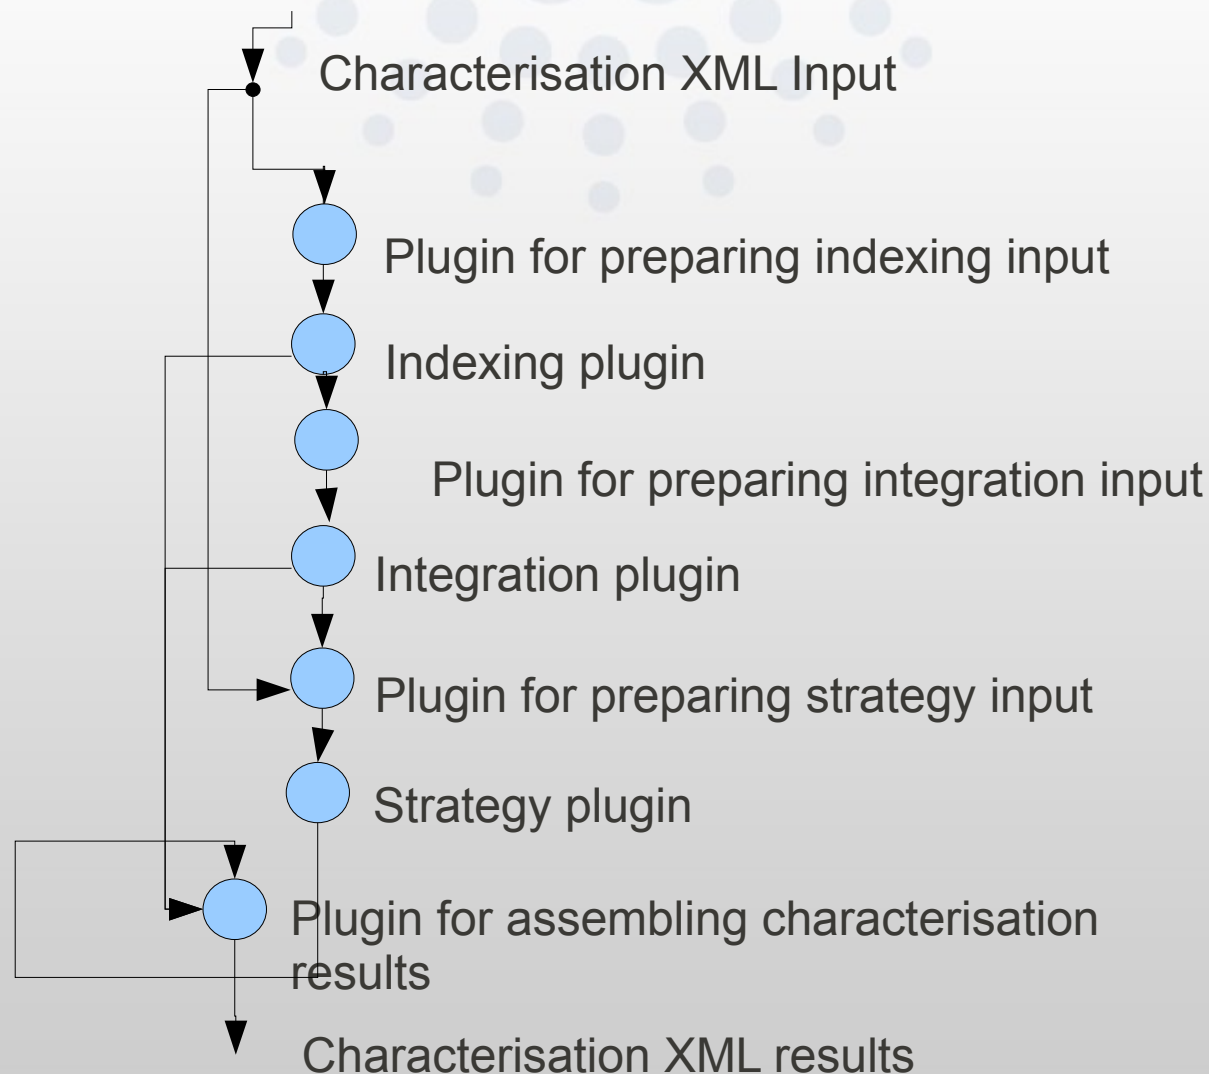 Characterisation XML Input
Plugin for preparing indexing input
Indexing plugin
Plugin for preparing integration input
Integration plugin
Plugin for preparing strategy input
Strategy plugin
Plugin for assembling characterisation
results
Characterisation XML results